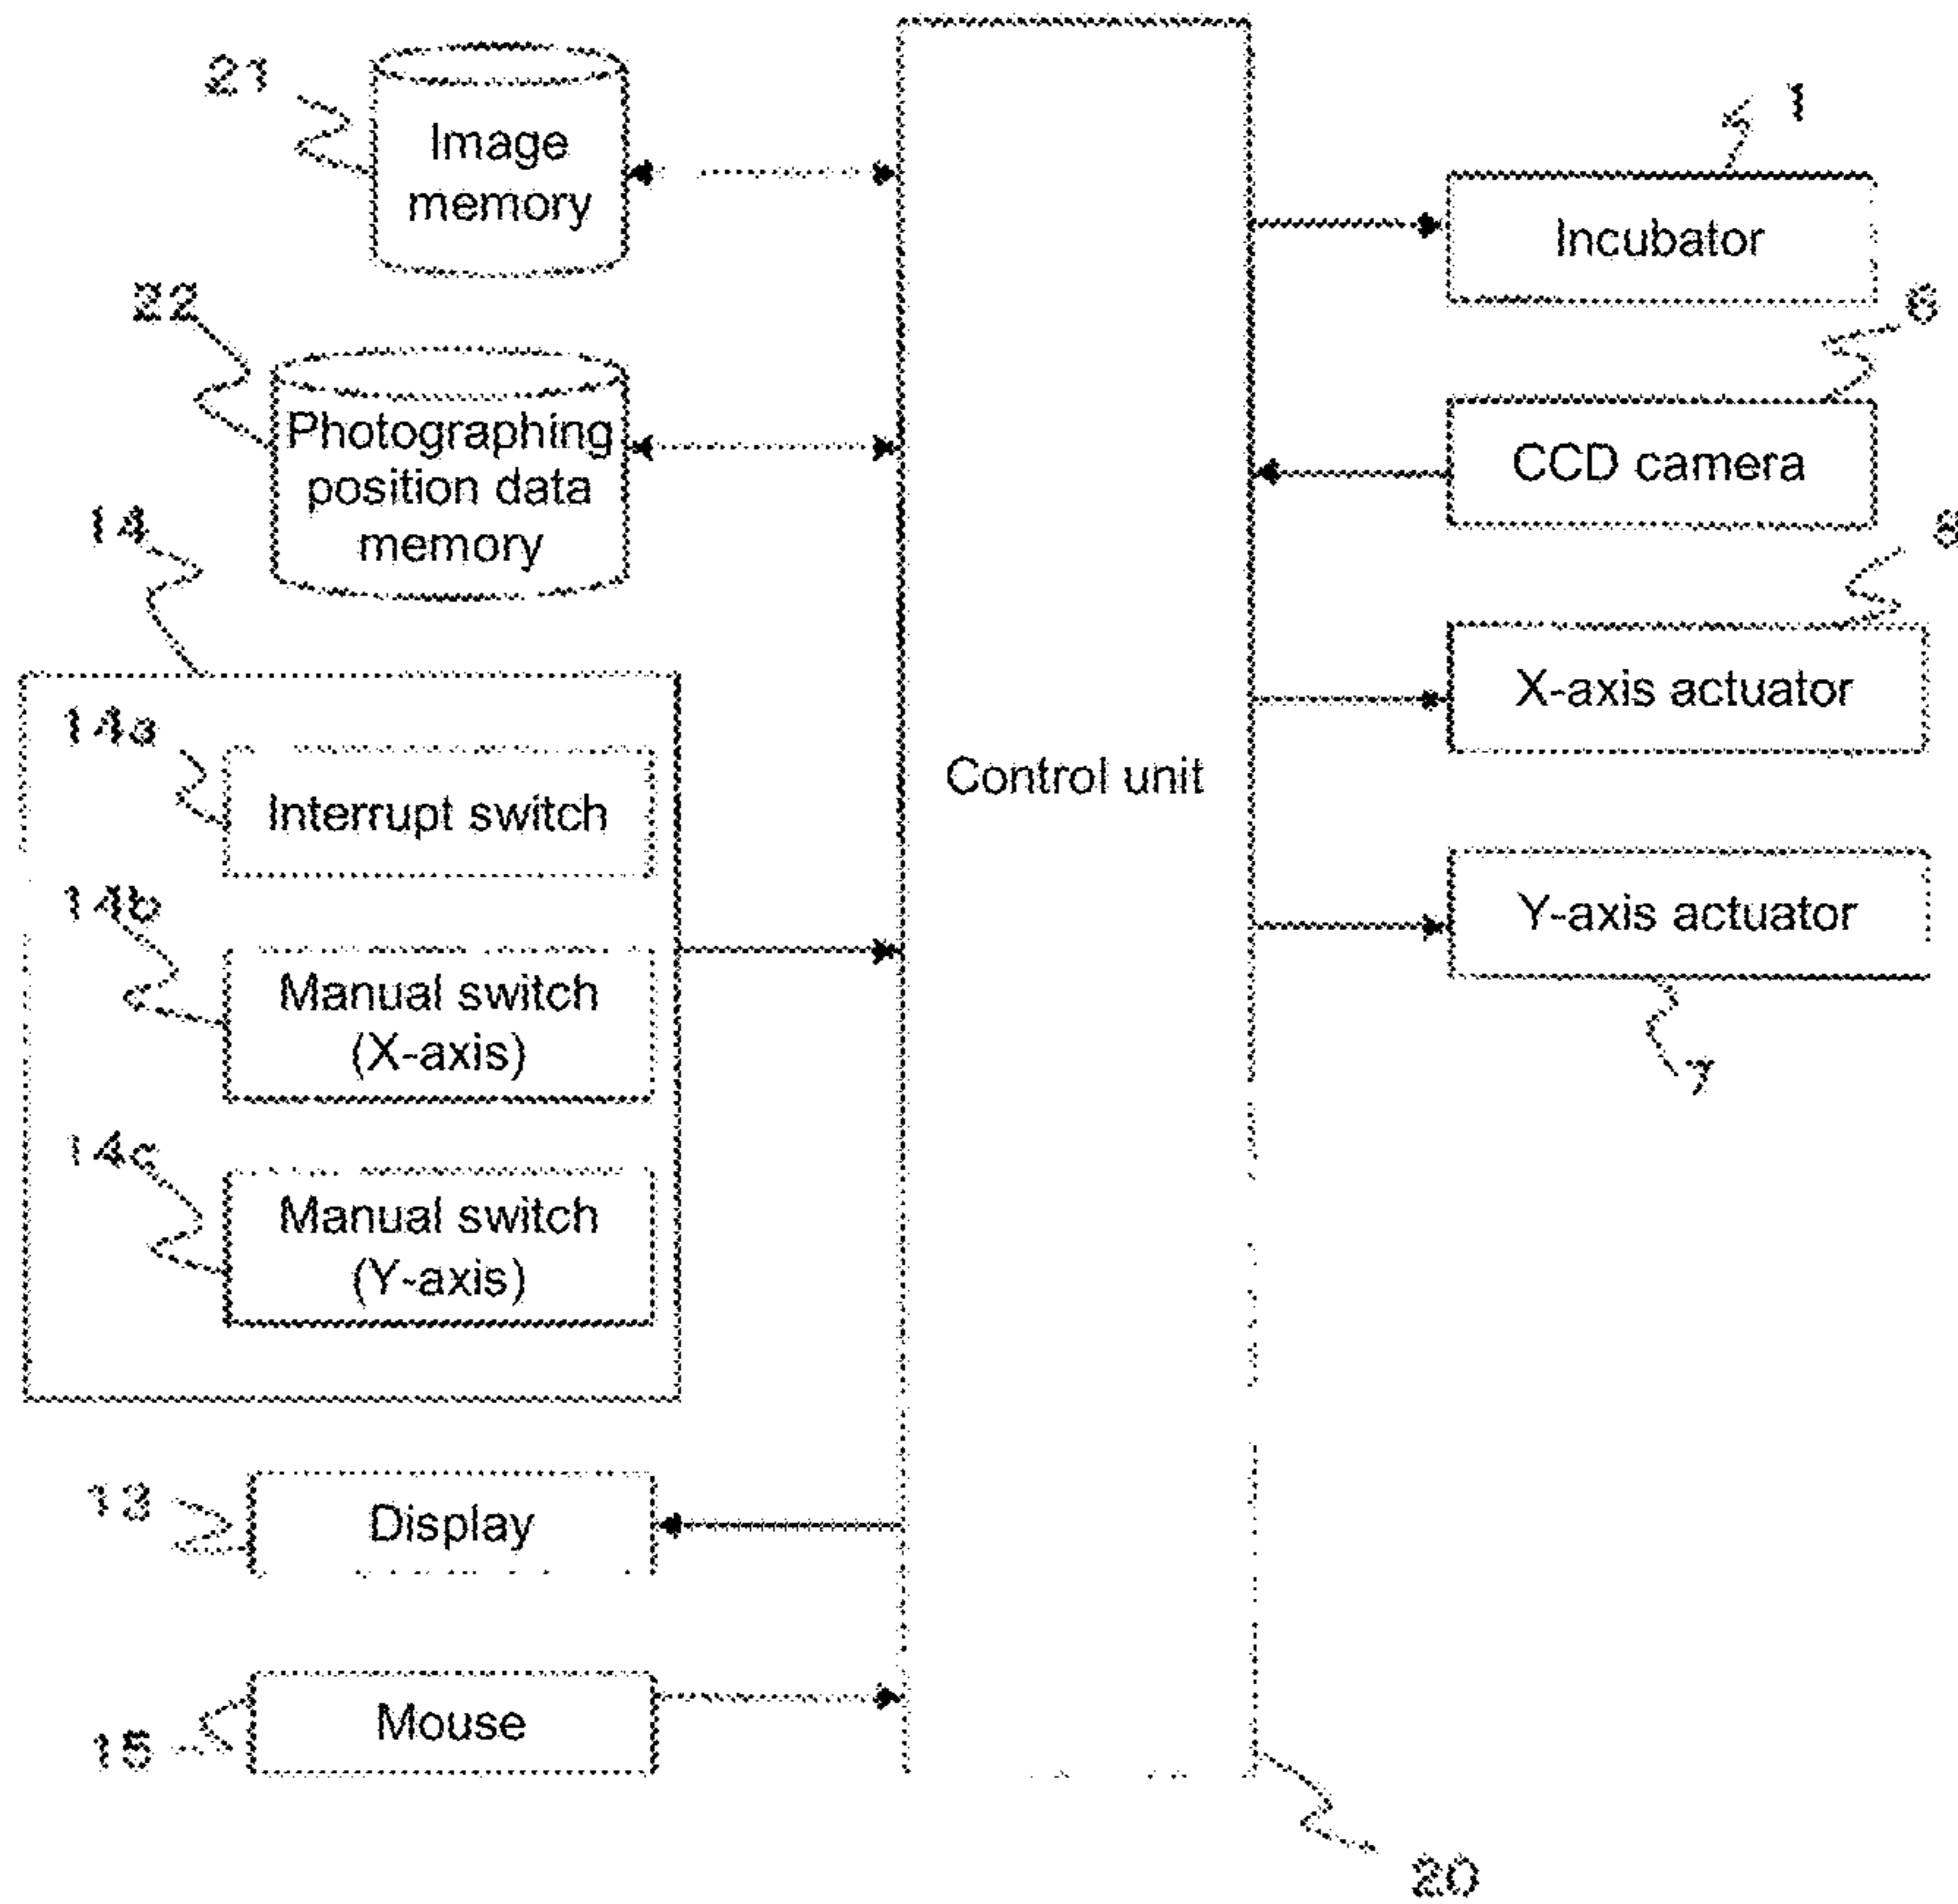 21
Image
memory
22
Photographing
position data
memory
14
14a
Interrupt switch
14b
Manual switch
(X-axis)
14c
Manual switch
(Y-axis)
Display
15
Mouse
Control unit
20
1
Incubator
6
CCD camera
8
X-axis actuator
Y-axis actuator
7